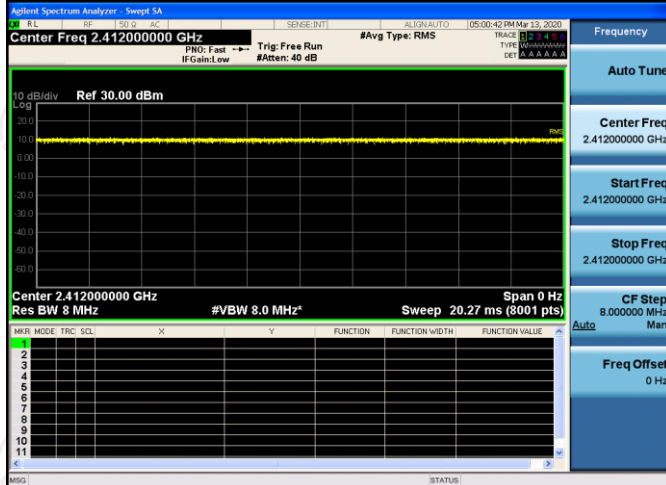 Agilent Spectrum Analyzer - Swept SA
RL RF 50 Ω AC SENSE:INT ALIGNAUTO 05:00:42 PM Mar 13, 2020
Center Freq 2.412000000 GHz
PNO: Fast
IFGain:Low
Trig: Free Run
#Atten: 40 dB
#Avg Type: RMS
TRACE 1 2 3 4 5 6
TYPE
DET A A A A A A
Frequency
10 dB/div Ref 30.00 dBm
Log
20.0
10.0
0.00
-10.0
-20.0
-30.0
-40.0
-50.0
-60.0
RMS
Center 2.412000000 GHz Span 0 Hz
Res BW 8 MHz #VBW 8.0 MHz* Sweep 20.27 ms (8001 pts)
MKR MODE TRC SCL X Y FUNCTION FUNCTION WIDTH FUNCTION VALUE
1
2
3
4
5
6
7
8
9
10
11
MSG STATUS
Auto Tune
Center Freq
2.412000000 GHz
Start Freq
2.412000000 GHz
Stop Freq
2.412000000 GHz
CF Step
8.000000 MHz
Auto Man
Freq Offset
0 Hz